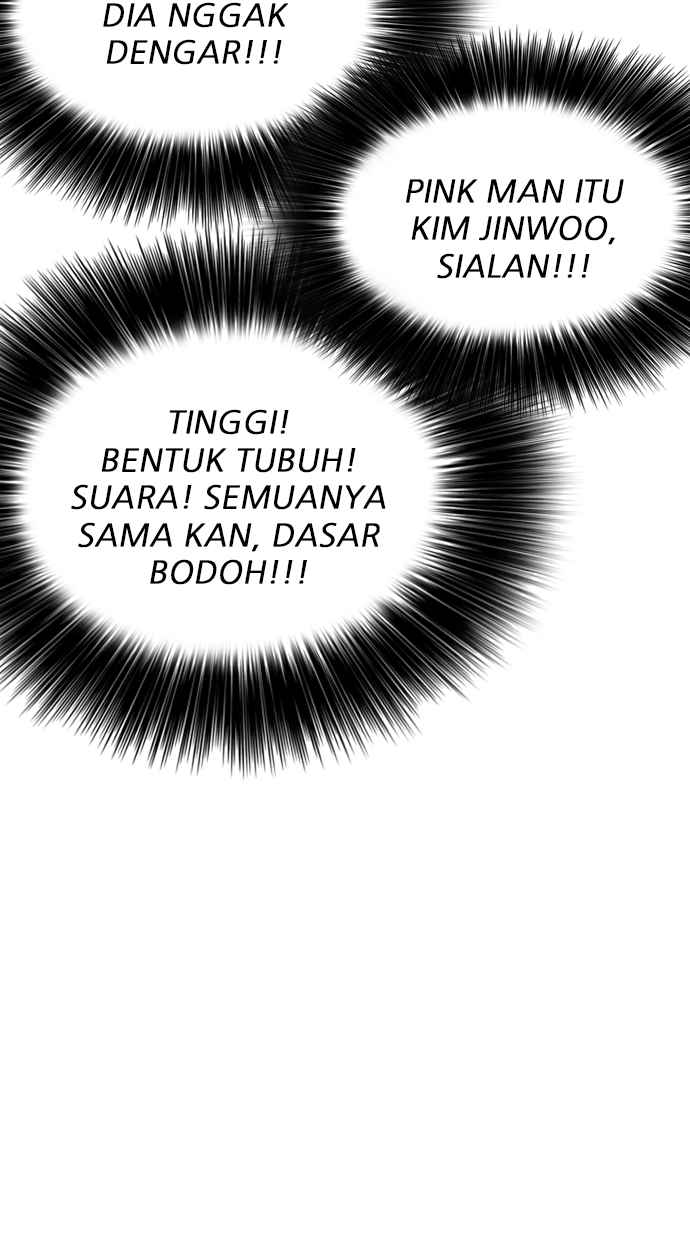 DIA NGGAK
DENGAR!!!
PINK MAN ITU
KIM JINWOO,
SIALAN!!!
TINGGI!
BENTUK TUBUH!
SUARA! SEMUANYA
SAMA KAN, DASAR
BODOH!!!